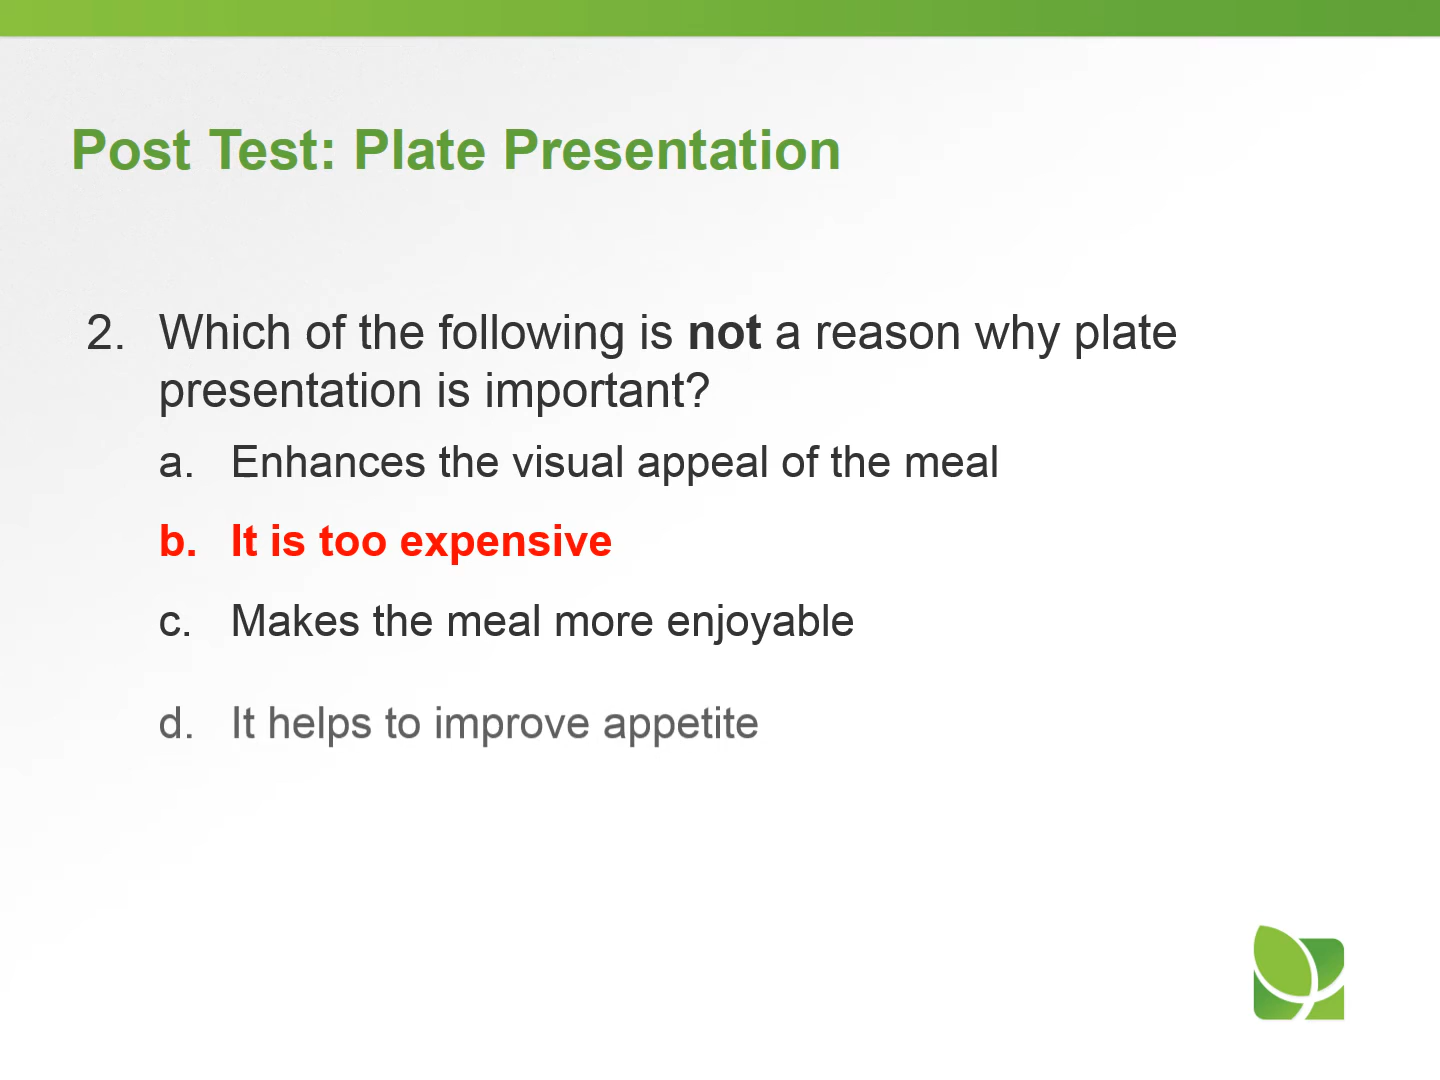 Post Test: Plate Presentation
2. Which of the following is not a reason why plate
presentation is important?
a. Enhances the visual appeal of the meal
b. It is too expensive
c. Makes the meal more enjoyable
d. It helps to improve appetite